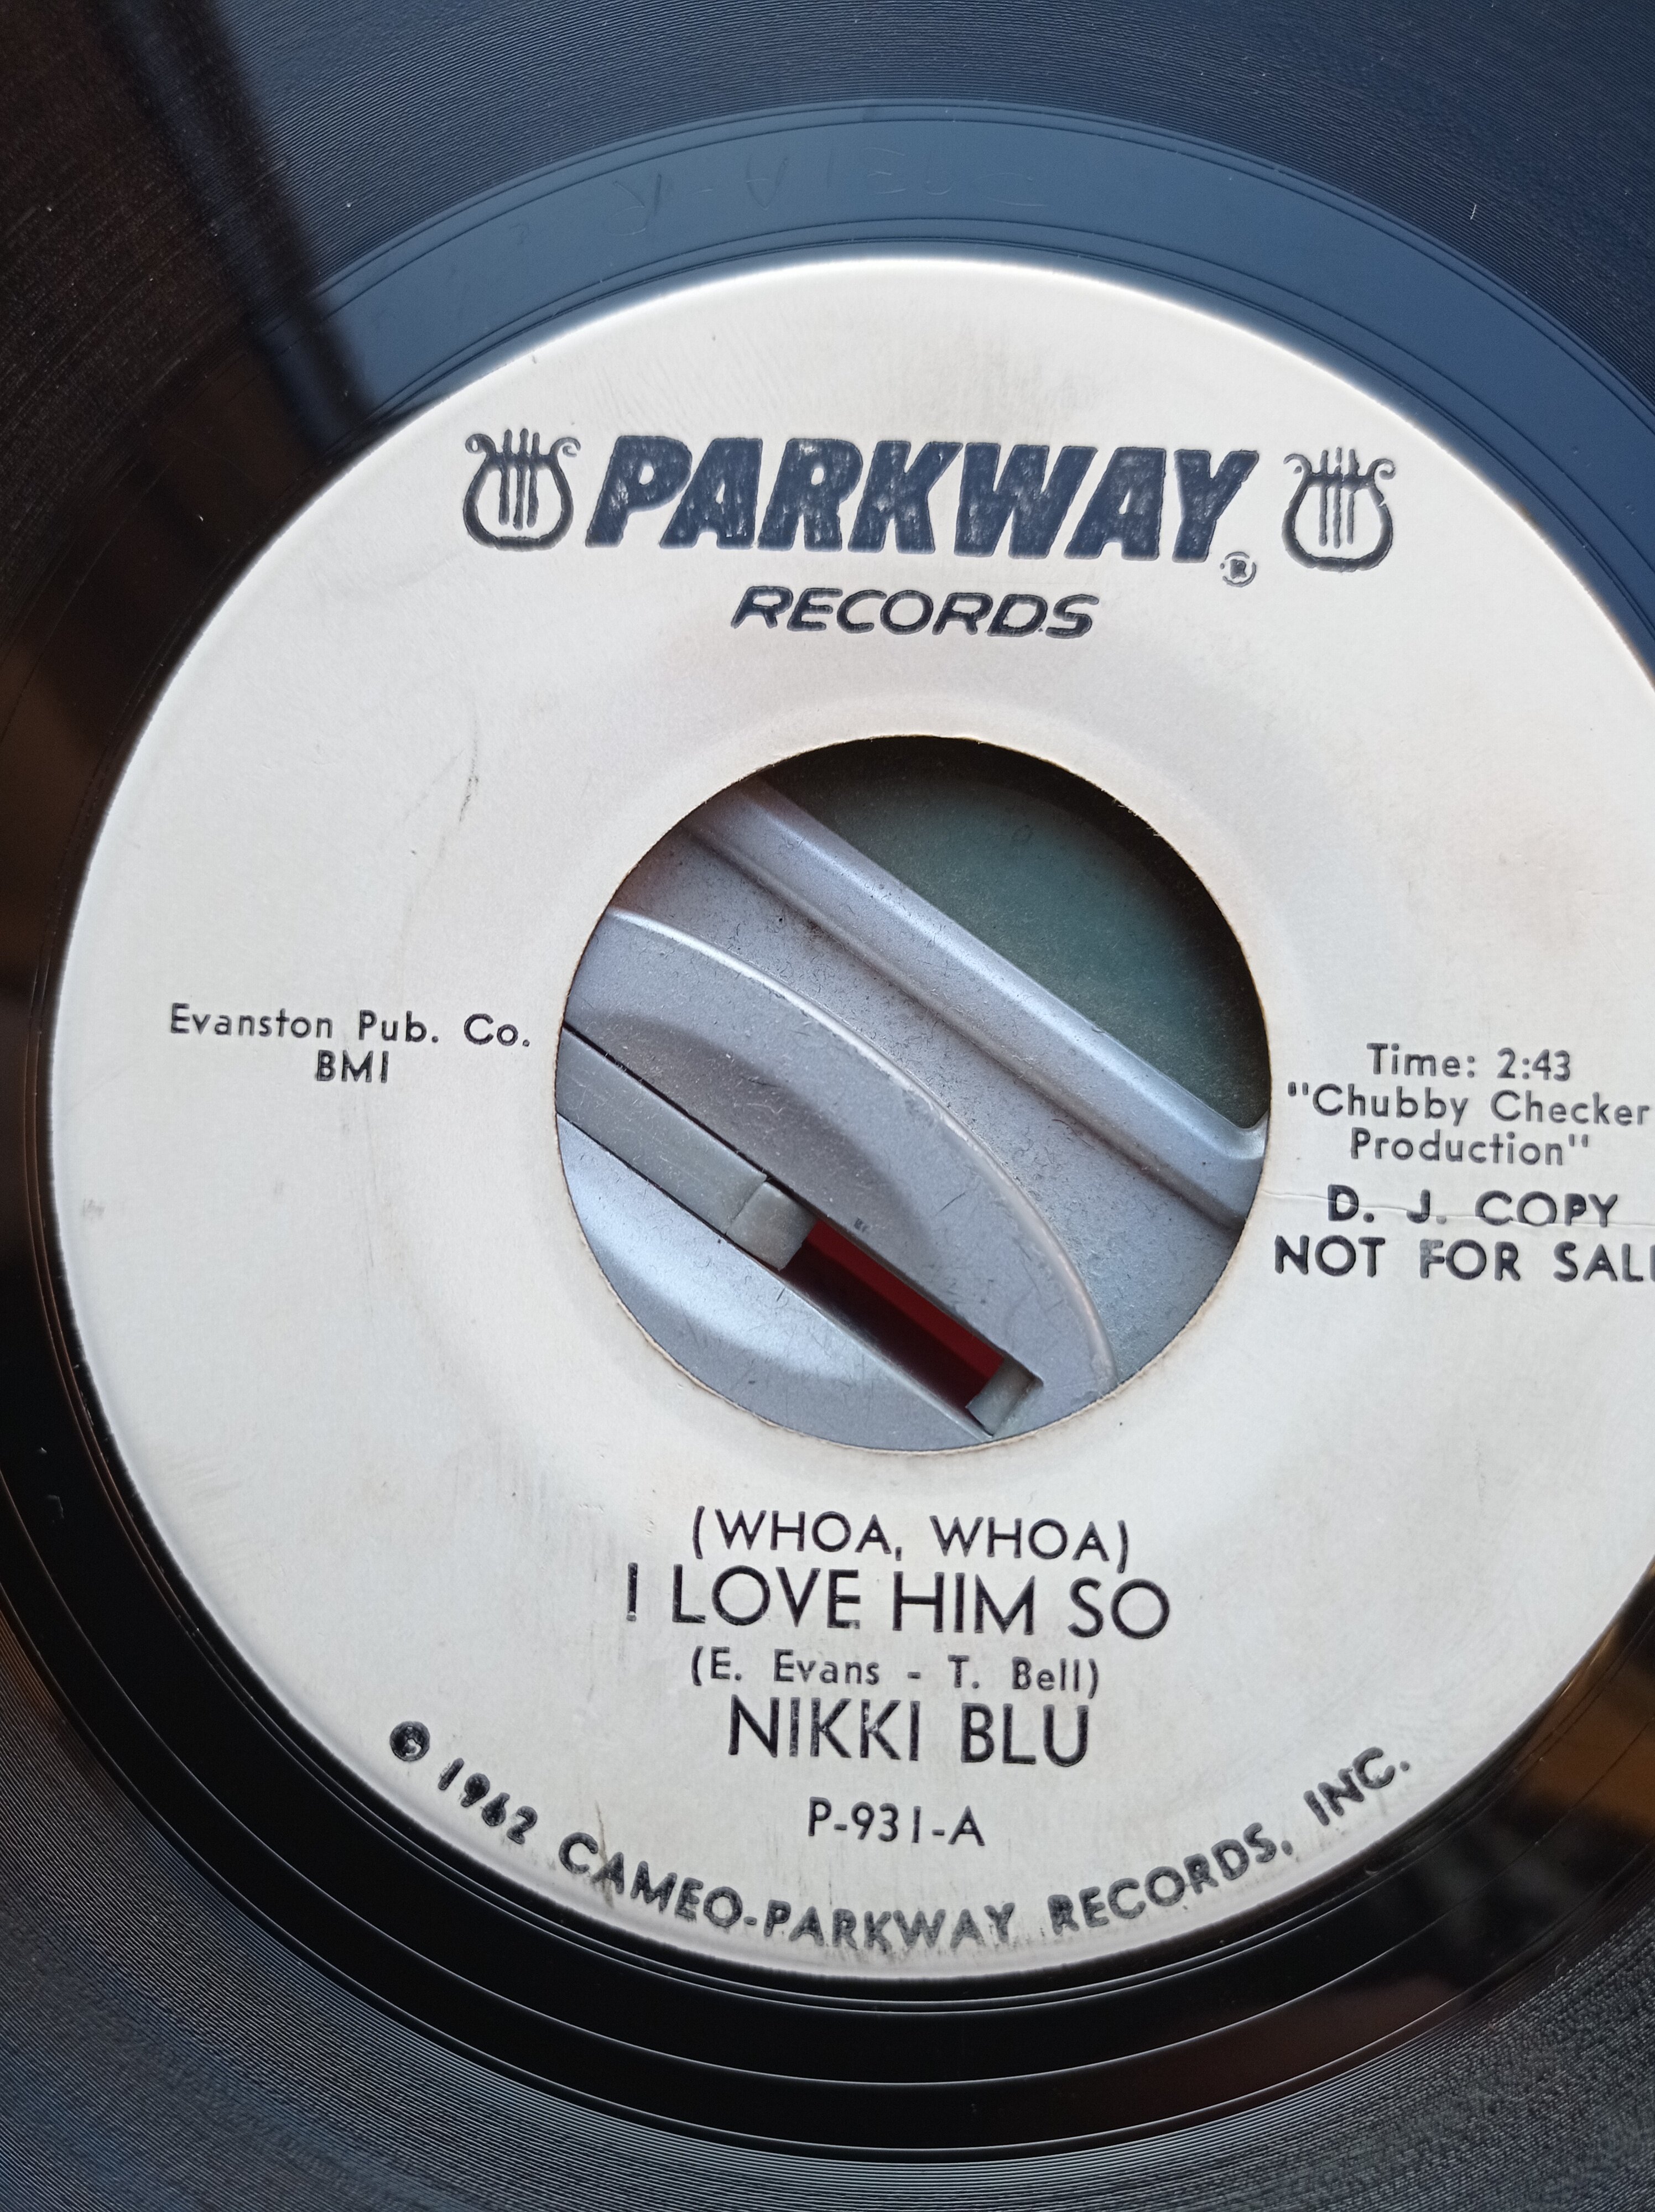 PARKWAY®
RECORDS
Evanston Pub. Co.
BMI
Time: 2:43
"Chubby Checker
Production"
D. J. COPY
NOT FOR SALE
(WHOA, WHOA)
I LOVE HIM SO
(E. Evans - T. Bell)
NIKKI BLU
P-931-A
© 1962 CAMEO-PARKWAY RECORDS, INC.